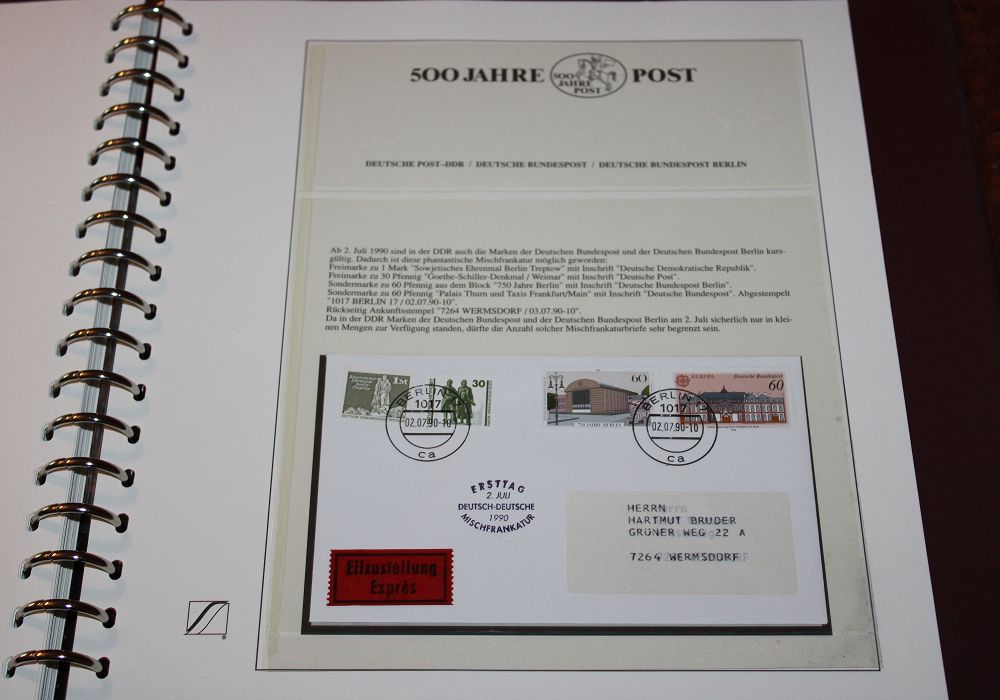 500 JAHRE POST
500
JAHRE
POST
DEUTSCHE POST-DDR / DEUTSCHE BUNDESPOST / DEUTSCHE BUNDESPOST BERLIN
Ab 2. Juli 1990 sind in der DDR auch die Marken der Deutschen Bundespost und der Deutschen Bundespost Berlin kurs-
gültig. Dadurch ist diese phantastische Mischfrankatur möglich geworden:
Freimarke zu 1 Mark "Sowjetisches Ehrenmal Berlin Treptow" mit Inschrift "Deutsche Demokratische Republik".
Freimarke zu 30 Pfennig "Goethe-Schiller-Denkmal / Weimar" mit Inschrift "Deutsche Post".
Sondermarke zu 60 Pfennig aus dem Block "750 Jahre Berlin" mit Inschrift "Deutsche Bundespost Berlin".
Sondermarke zu 60 Pfennig "Palais Thurn und Taxis Frankfurt/Main" mit Inschrift "Deutsche Bundespost". Abgestempelt
"1017 BERLIN 17 / 02.07.90-10".
Rückseitig Ankunftsstempel "7264 WERMSDORF / 03.07.90-10".
Da in der DDR Marken der Deutschen Bundespost und der Deutschen Bundespost Berlin am 2. Juli sicherlich nur in klei-
nen Mengen zur Verfügung standen, dürfte die Anzahl solcher Mischfrankaturbriefe sehr begrenzt sein.
1M
30
60
750 JAHRE BERLIN
EUROPA Deutsche Bundespost
60
BERLIN
1017
02.07.90-10
ca
BERLIN
1017
02.07.90-10
ca
ERSTTAG
2. JULI
DEUTSCH-DEUTSCHE
1990
MISCHFRANKATUR
HERRN
HARTMUT BRUDER
GRÜNER WEG 22 A
7264 WERMSDORF
Eilzustellung
Exprès